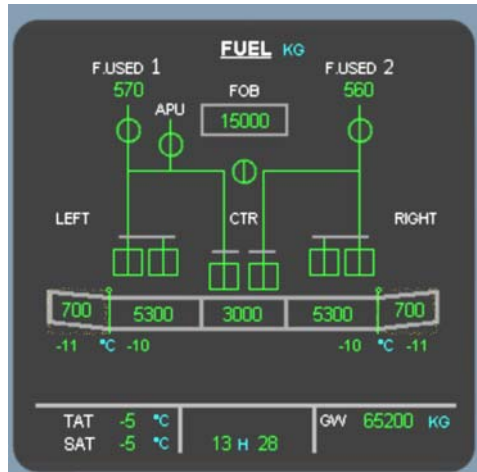 FUEL KG
F.USED 1 F.USED 2
570 FOB 560
APU
15000
LEFT CTR RIGHT
700 5300 3000 5300 700
-11 °C -10 -10 °C -11
TAT -5 °C GW 65200 KG
SAT -5 °C 13 H 28